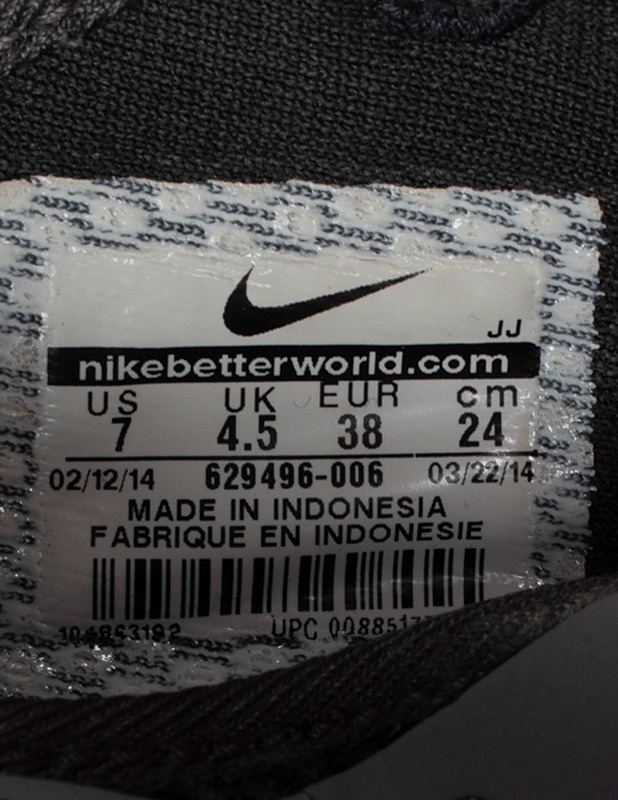 JJ
nikebetterworld.com
US UK EUR cm
7 4.5 38 24
02/12/14 629496-006 03/22/14
MADE IN INDONESIA
FABRIQUE EN INDONESIE
UPC